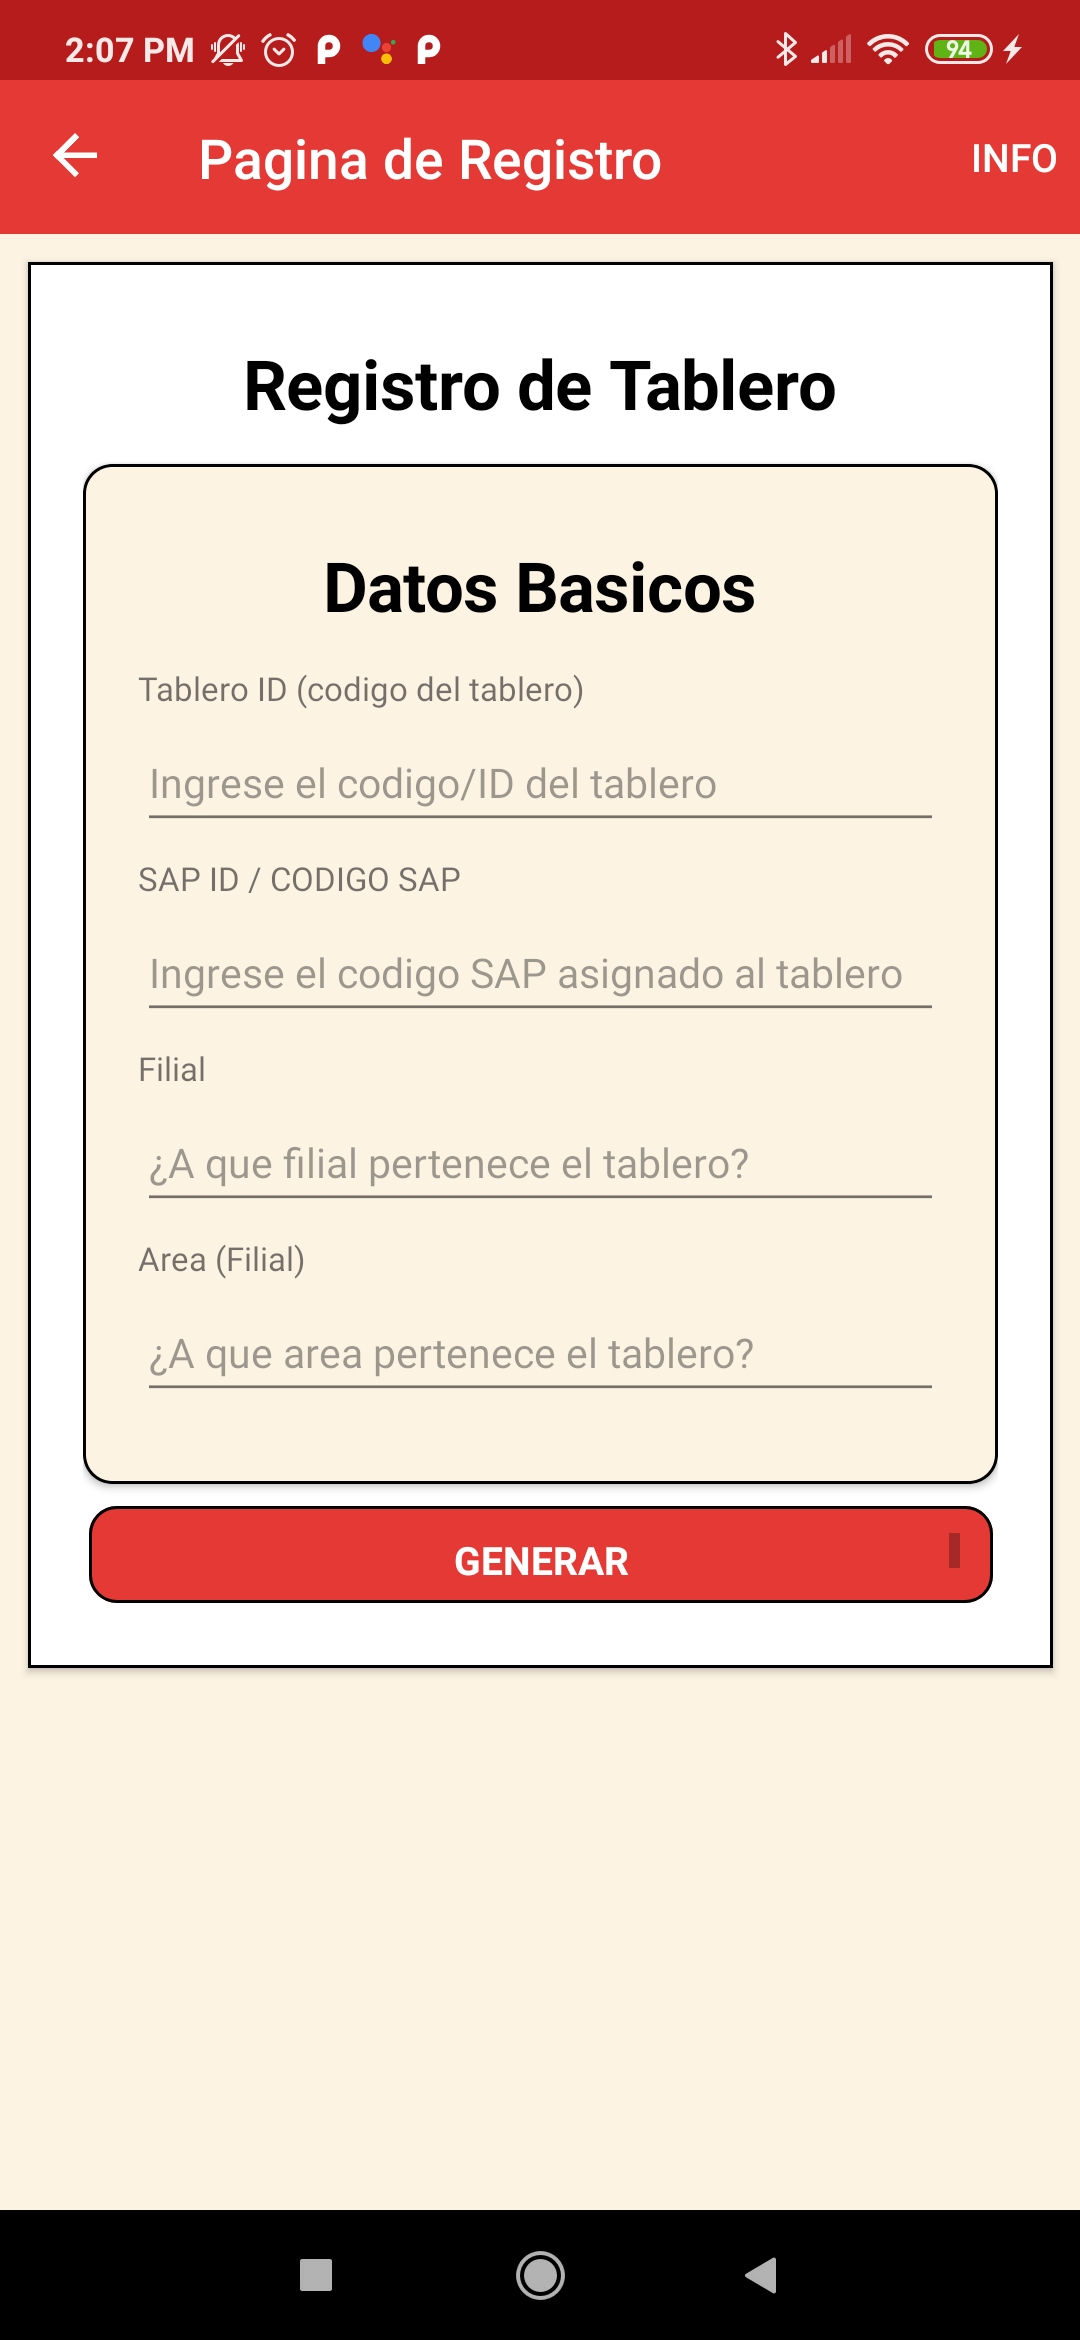 2:07 PM
94
Pagina de Registro
INFO
Registro de Tablero
Datos Basicos
Tablero ID (codigo del tablero)
Ingrese el codigo/ID del tablero
SAP ID / CODIGO SAP
Ingrese el codigo SAP asignado al tablero
Filial
¿A que filial pertenece el tablero?
Area (Filial)
¿A que area pertenece el tablero?
GENERAR